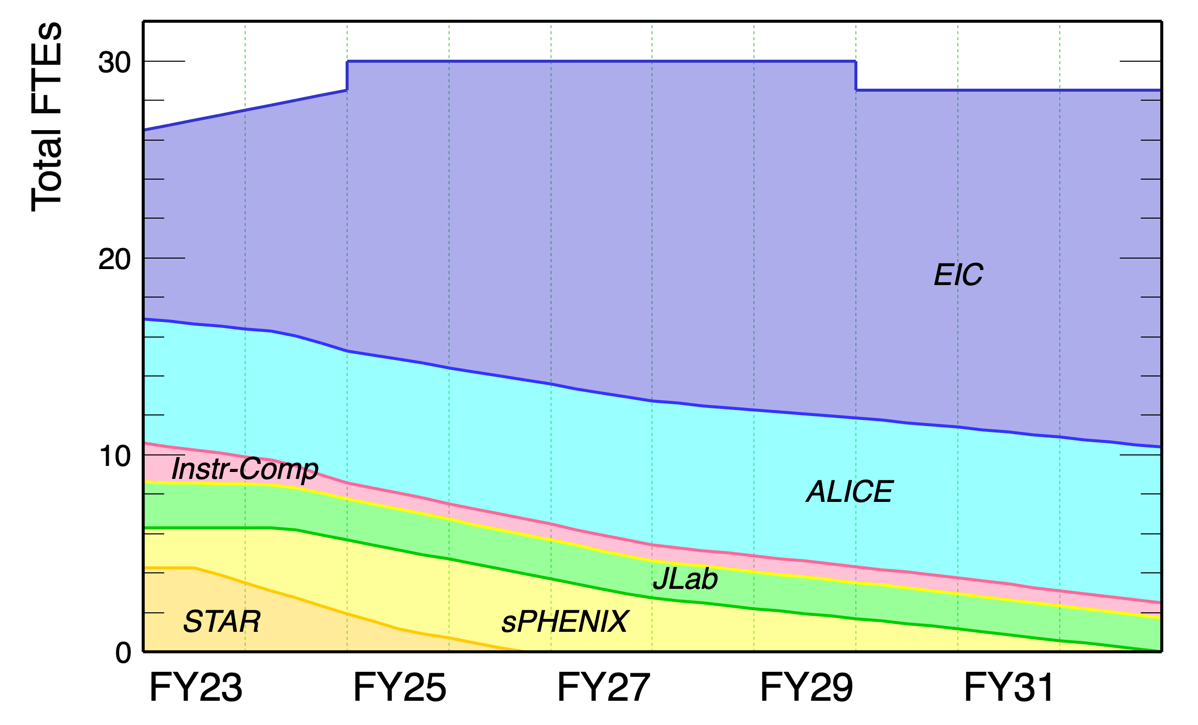 Total FTEs
30
20
10
0
EIC
ALICE
Instr-Comp
JLab
STAR
sPHENIX
FY23
FY25
FY27
FY29
FY31